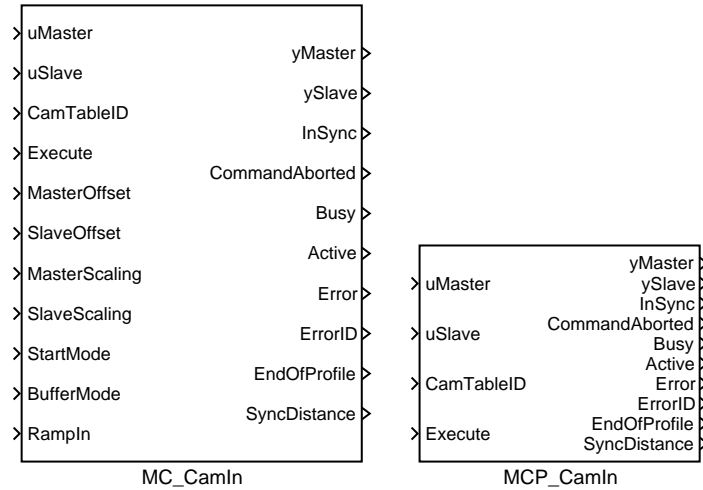 uMaster
uSlave
CamTableID
Execute
MasterOffset
SlaveOffset
MasterScaling
SlaveScaling
StartMode
BufferMode
RampIn
yMaster
ySlave
InSync
CommandAborted
Busy
Active
Error
ErrorID
EndOfProfile
SyncDistance
MC_CamIn
uMaster
uSlave
CamTableID
Execute
yMaster
ySlave
InSync
CommandAborted
Busy
Active
Error
ErrorID
EndOfProfile
SyncDistance
MCP_CamIn